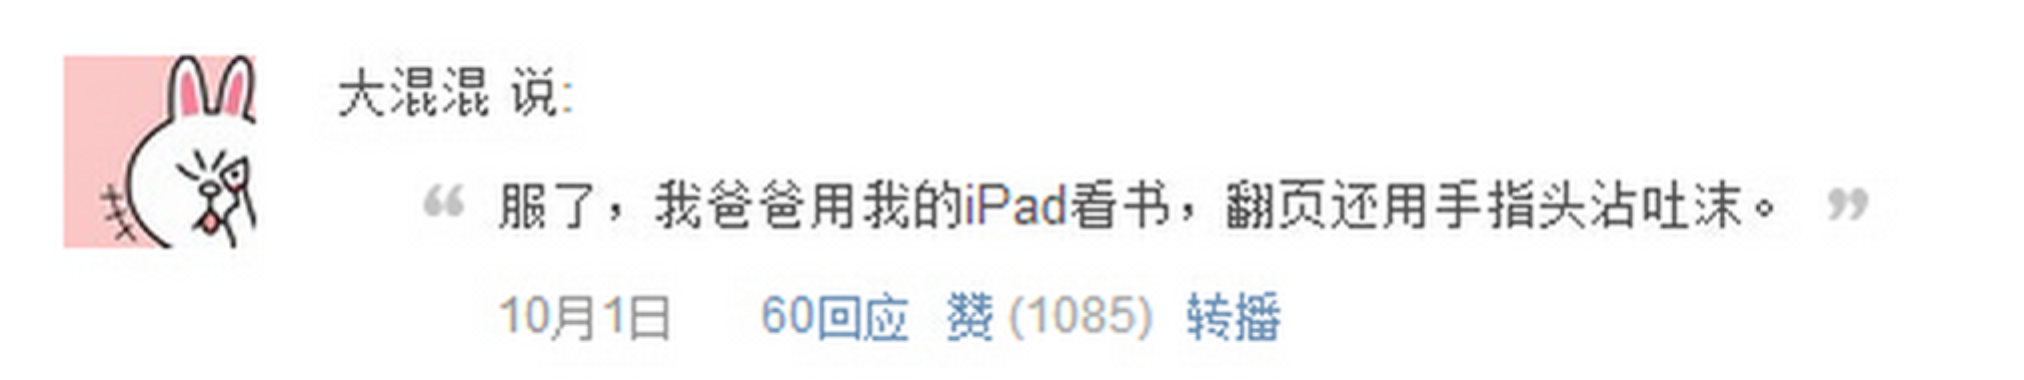 大混混 说:
“ 服了，我爸爸用我的iPad看书，翻页还用手指头沾吐沫。 ”
10月1日 60回应 赞 (1085) 转播